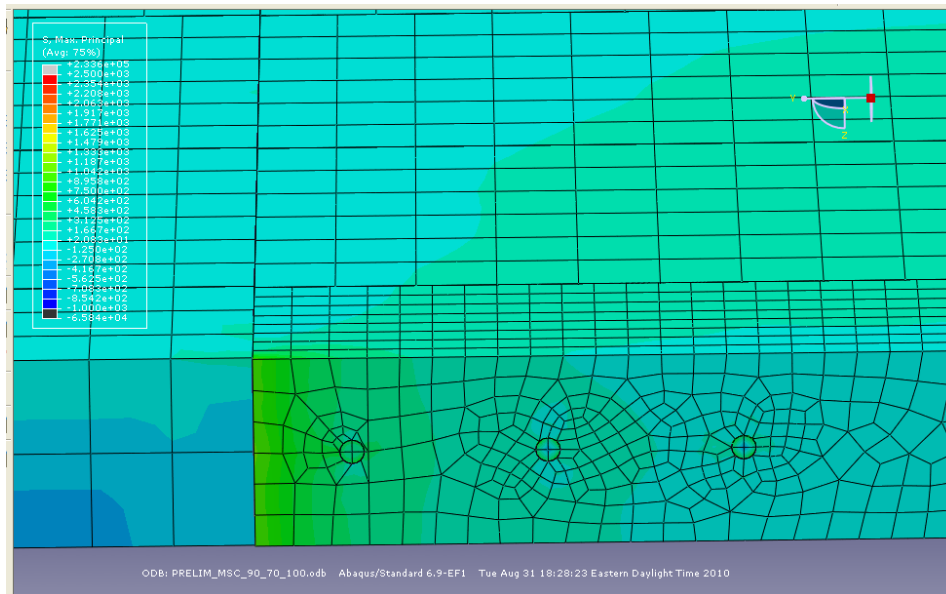 S, Max. Principal
(Avg: 75%)
+2.336e+05
+2.500e+03
+2.354e+03
+2.208e+03
+2.063e+03
+1.917e+03
+1.771e+03
+1.625e+03
+1.479e+03
+1.333e+03
+1.187e+03
+1.042e+03
+8.958e+02
+7.500e+02
+6.042e+02
+4.583e+02
+3.125e+02
+1.667e+02
+2.083e+01
-1.250e+02
-2.708e+02
-4.167e+02
-5.625e+02
-7.083e+02
-8.542e+02
-1.000e+03
-6.584e+04
Y
X
Z
ODB: PRELIM_MSC_90_70_100.odb Abaqus/Standard 6.9-EF1 Tue Aug 31 18:28:23 Eastern Daylight Time 2010